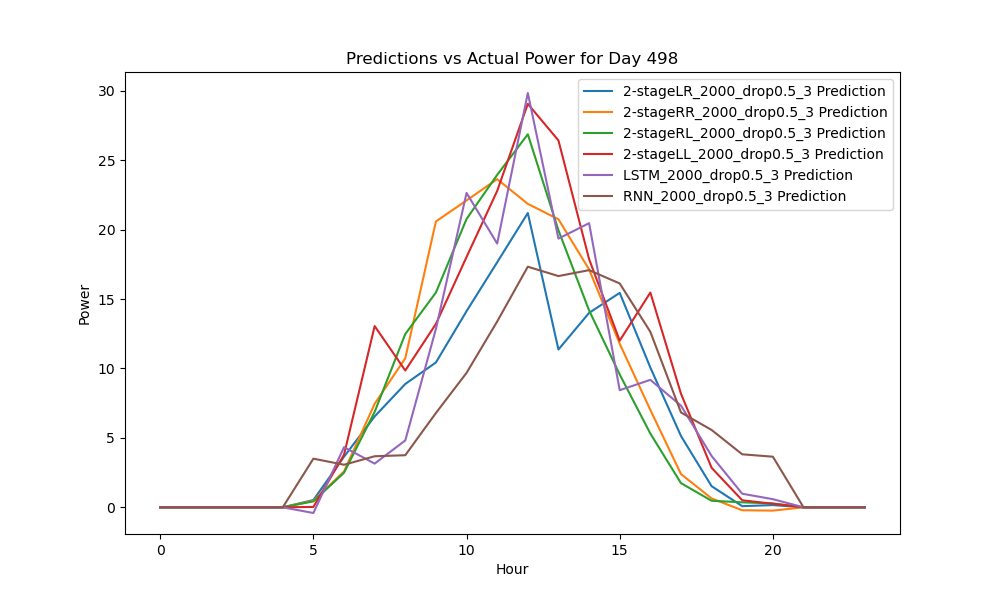 Predictions vs Actual Power for Day 498
2-stageLR_2000_drop0.5_3 Prediction
2-stageRR_2000_drop0.5_3 Prediction
2-stageRL_2000_drop0.5_3 Prediction
2-stageLL_2000_drop0.5_3 Prediction
LSTM_2000_drop0.5_3 Prediction
RNN_2000_drop0.5_3 Prediction
Power
30
25
20
15
10
5
0
0 5 10 15 20
Hour